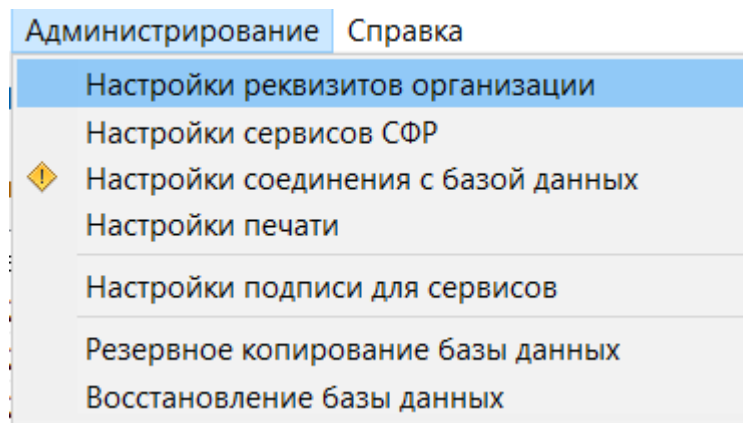 Администрирование Справка
Настройки реквизитов организации
Настройки сервисов СФР
Настройки соединения с базой данных
Настройки печати
Настройки подписи для сервисов
Резервное копирование базы данных
Восстановление базы данных